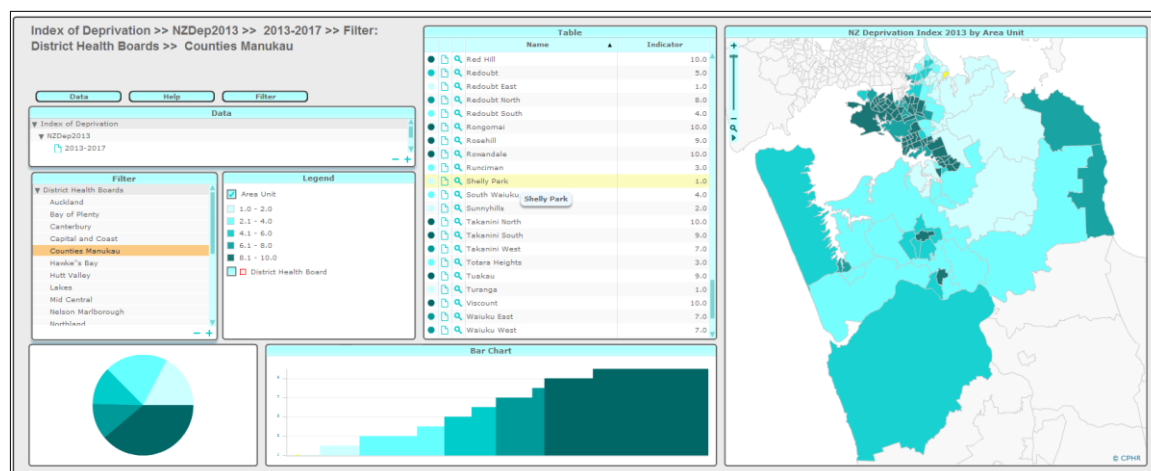 Index of Deprivation >> NZDep2013 >> 2013-2017 >> Filter:
District Health Boards >> Counties Manukau
Data
Help
Filter
Data
Index of Deprivation
NZDep2013
2013-2017
Filter
District Health Boards
Auckland
Bay of Plenty
Canterbury
Capital and Coast
Counties Manukau
Hawke"s Bay
Hutt Valley
Lakes
Mid Central
Nelson Marlborough
Northland
Legend
Area Unit
1.0 - 2.0
2.1 - 4.0
4.1 - 6.0
6.1 - 8.0
8.1 - 10.0
District Health Board
Table
Name Indicator
Red Hill 10.0
Redoubt 5.0
Redoubt East 1.0
Redoubt North 8.0
Redoubt South 4.0
Rongomai 10.0
Rosehill 9.0
Rowandale 10.0
Runciman 3.0
Shelly Park 1.0
South Waiuku 4.0
Shelly Park
Sunnyhills 2.0
Takanini North 10.0
Takanini South 9.0
Takanini West 7.0
Totara Heights 3.0
Tuakau 9.0
Turanga 1.0
Viscount 10.0
Waiuku East 7.0
Waiuku West 7.0
Bar Chart
NZ Deprivation Index 2013 by Area Unit
© CPHR